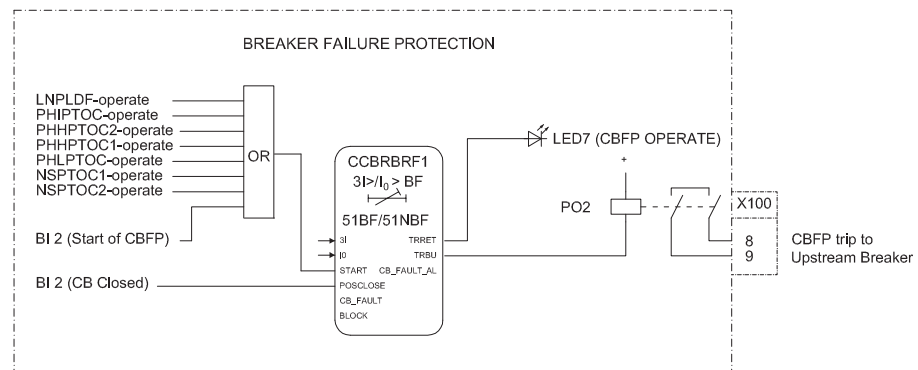 BREAKER FAILURE PROTECTION
LNPLDF-operate
PHIPTOC-operate
PHHPTOC2-operate
PHHPTOC1-operate
PHLPTOC-operate
NSPTOC1-operate
NSPTOC2-operate
OR
BI 2 (Start of CBFP)
BI 2 (CB Closed)
CCBRBRF1
3I>/I0 > BF
51BF/51NBF
3I TRRET
I0 TRBU
START CB_FAULT_AL
POSCLOSE
CB_FAULT
BLOCK
LED7 (CBFP OPERATE)
+
PO2
X100
8
9
CBFP trip to
Upstream Breaker